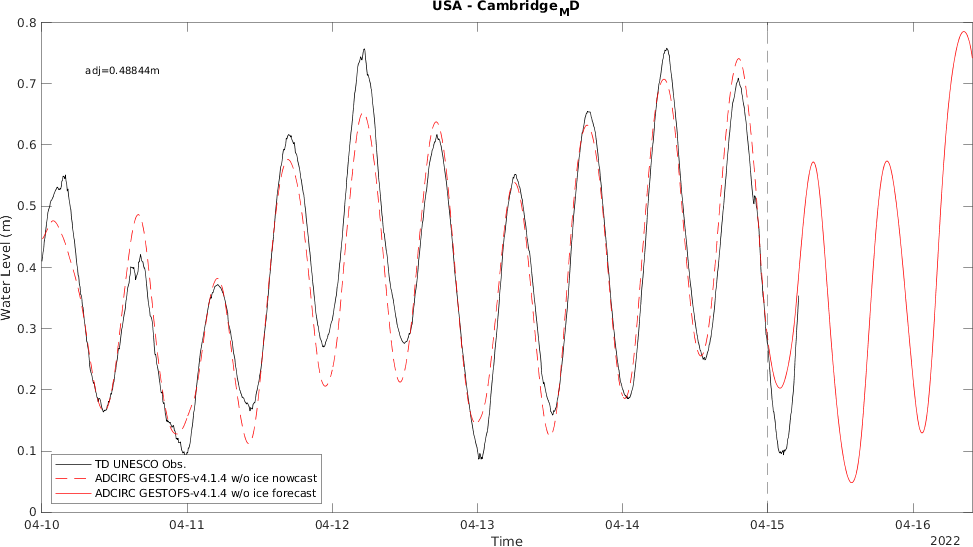 USA - Cambridge_MD
adj=0.48844m
Water Level (m)
0.8
0.7
0.6
0.5
0.4
0.3
0.2
0.1
0
TD UNESCO Obs.
ADCIRC GESTOFS-v4.1.4 w/o ice nowcast
ADCIRC GESTOFS-v4.1.4 w/o ice forecast
04-10 04-11 04-12 04-13 04-14 04-15 04-16
Time
2022